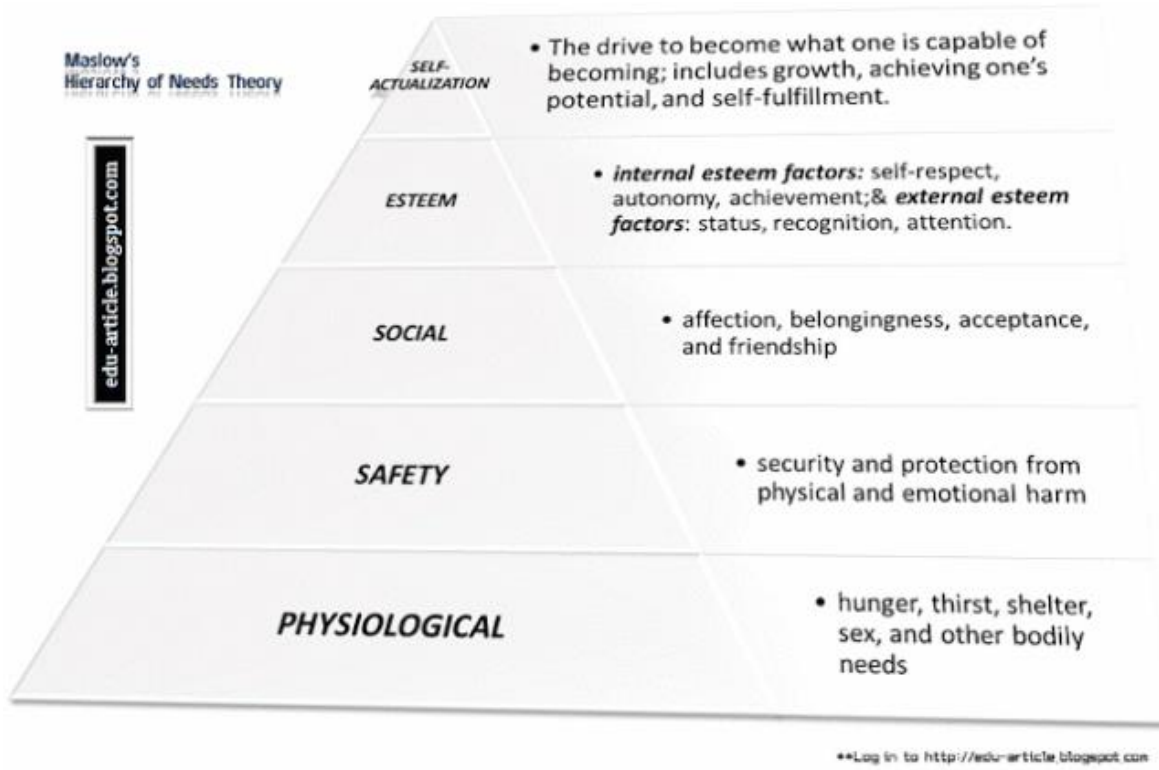 Maslow's
Hierarchy of Needs Theory
edu-article.blogspot.com
SELF-
ACTUALIZATION
• The drive to become what one is capable of
becoming; includes growth, achieving one's
potential, and self-fulfillment.
ESTEEM
• internal esteem factors: self-respect,
autonomy, achievement;& external esteem
factors: status, recognition, attention.
SOCIAL
• affection, belongingness, acceptance,
and friendship
SAFETY
• security and protection from
physical and emotional harm
PHYSIOLOGICAL
• hunger, thirst, shelter,
sex, and other bodily
needs
**Log in to http://edu-article.blogspot.com